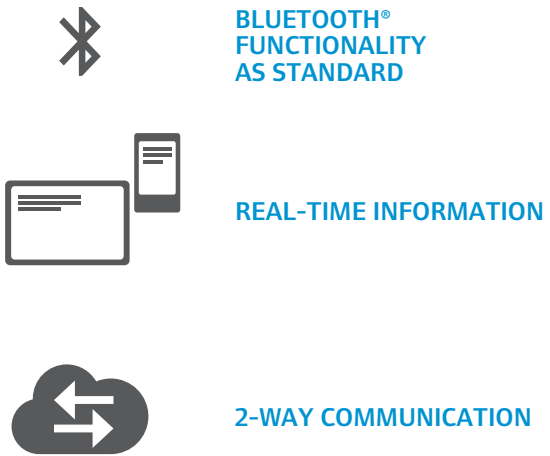 BLUETOOTH®
FUNCTIONALITY
AS STANDARD
REAL-TIME INFORMATION
2-WAY COMMUNICATION